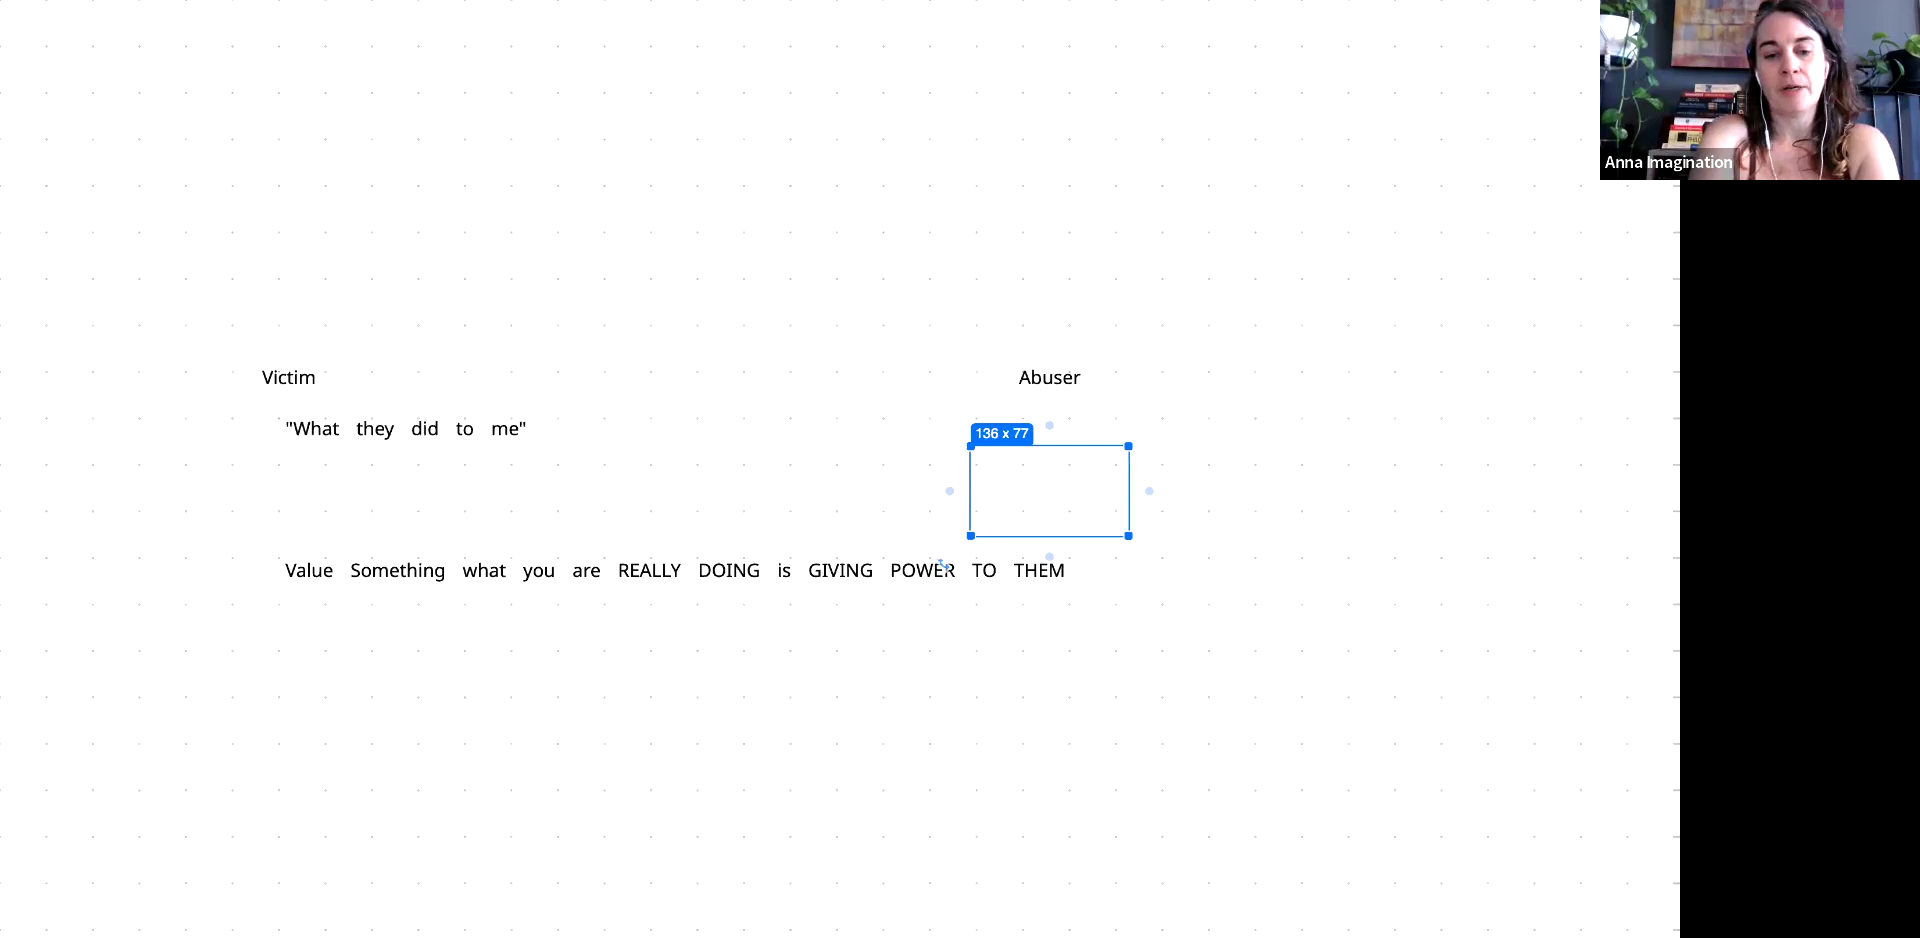 Anna Imagination
Victim
Abuser
"What they did to me"
136 x 77
Value Something what you are REALLY DOING is GIVING POWER TO THEM